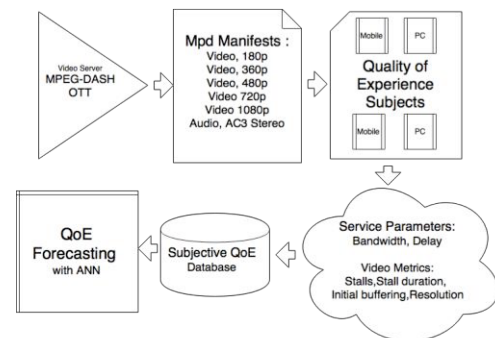 Video Server
MPEG-DASH
OTT
Mpd Manifests :
Video, 180p
Video, 360p
Video, 480p
Video 720p
Video 1080p
Audio, AC3 Stereo
Mobile
PC
Quality of
Experience
Subjects
Mobile
PC
Service Parameters:
Bandwidth, Delay
Video Metrics:
Stalls,Stall duration,
Initial buffering,Resolution
Subjective QoE
Database
QoE
Forecasting
with ANN